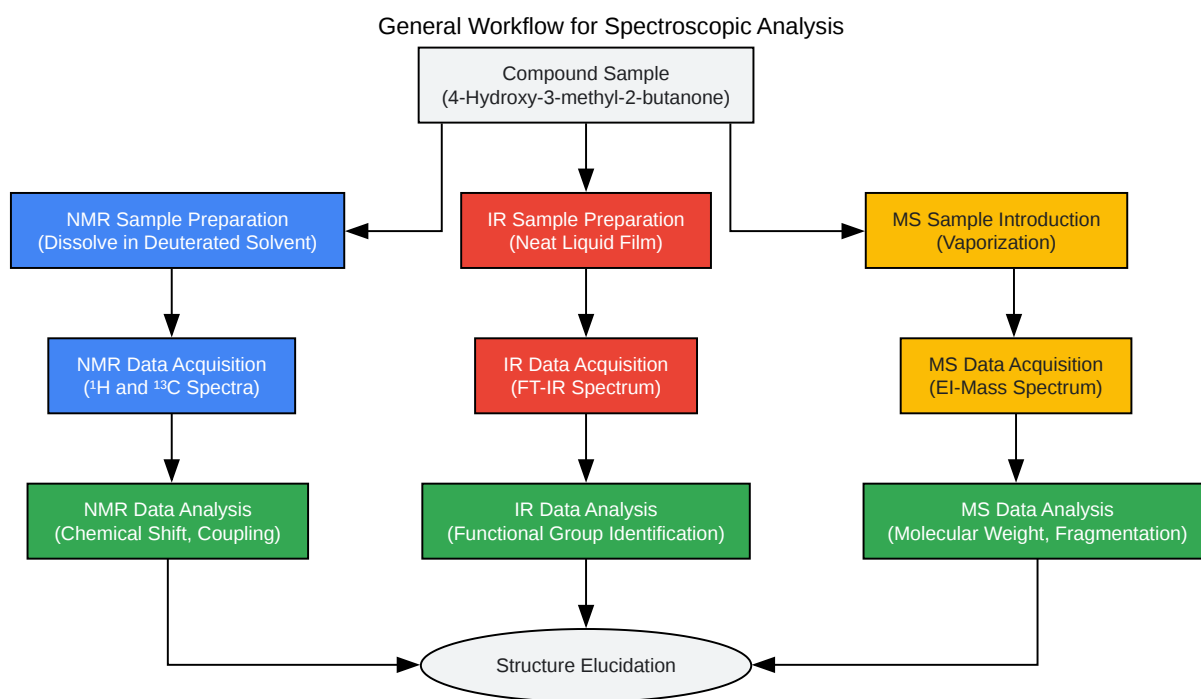 General Workflow for Spectroscopic Analysis
Compound Sample
(4-Hydroxy-3-methyl-2-butanone)
NMR Sample Preparation
(Dissolve in Deuterated Solvent)
IR Sample Preparation
(Neat Liquid Film)
MS Sample Introduction
(Vaporization)
NMR Data Acquisition
(¹H and ¹³C Spectra)
IR Data Acquisition
(FT-IR Spectrum)
MS Data Acquisition
(EI-Mass Spectrum)
NMR Data Analysis
(Chemical Shift, Coupling)
IR Data Analysis
(Functional Group Identification)
MS Data Analysis
(Molecular Weight, Fragmentation)
Structure Elucidation